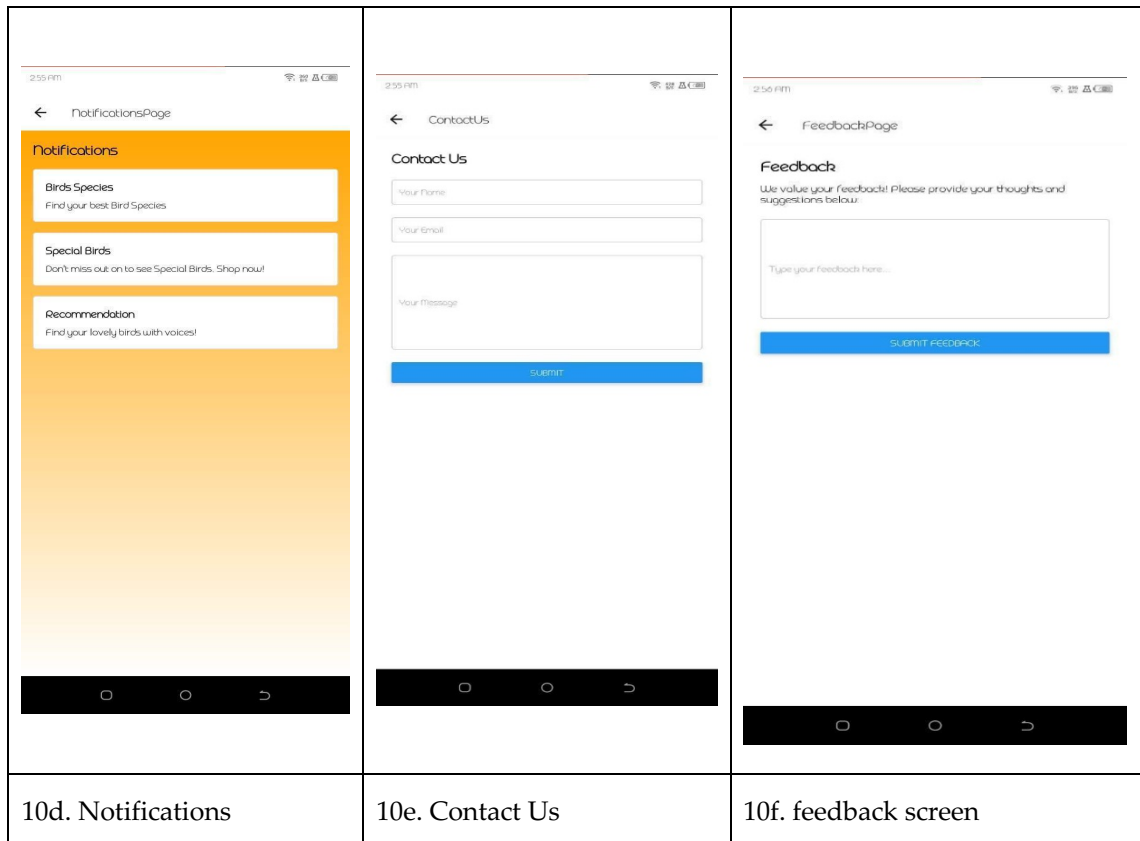 2:55 AM
NotificationsPage
Notifications
Birds Species
Find your best Bird Species
Special Birds
Don't miss out on to see Special Birds. Shop now!
Recommendation
Find your lovely birds with voices!
10d. Notifications
2:55 AM
ContactUs
Contact Us
Your Name
Your Email
Your Message
SUBMIT
10e. Contact Us
2:56 AM
FeedbackPage
Feedback
We value your feedback! Please provide your thoughts and
suggestions below:
Type your feedback here...
SUBMIT FEEDBACK
10f. feedback screen